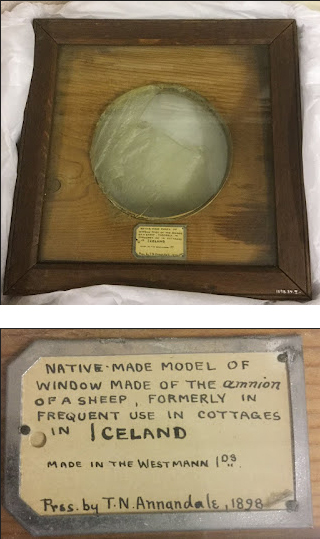 NATIVE-MADE MODEL OF
WINDOW MADE OF THE amnion
OF A SHEEP, FORMERLY IN
FREQUENT USE IN COTTAGES
IN ICELAND
MADE IN THE WESTMANN IDS.
Pres. by T.N. Annandale, 1898